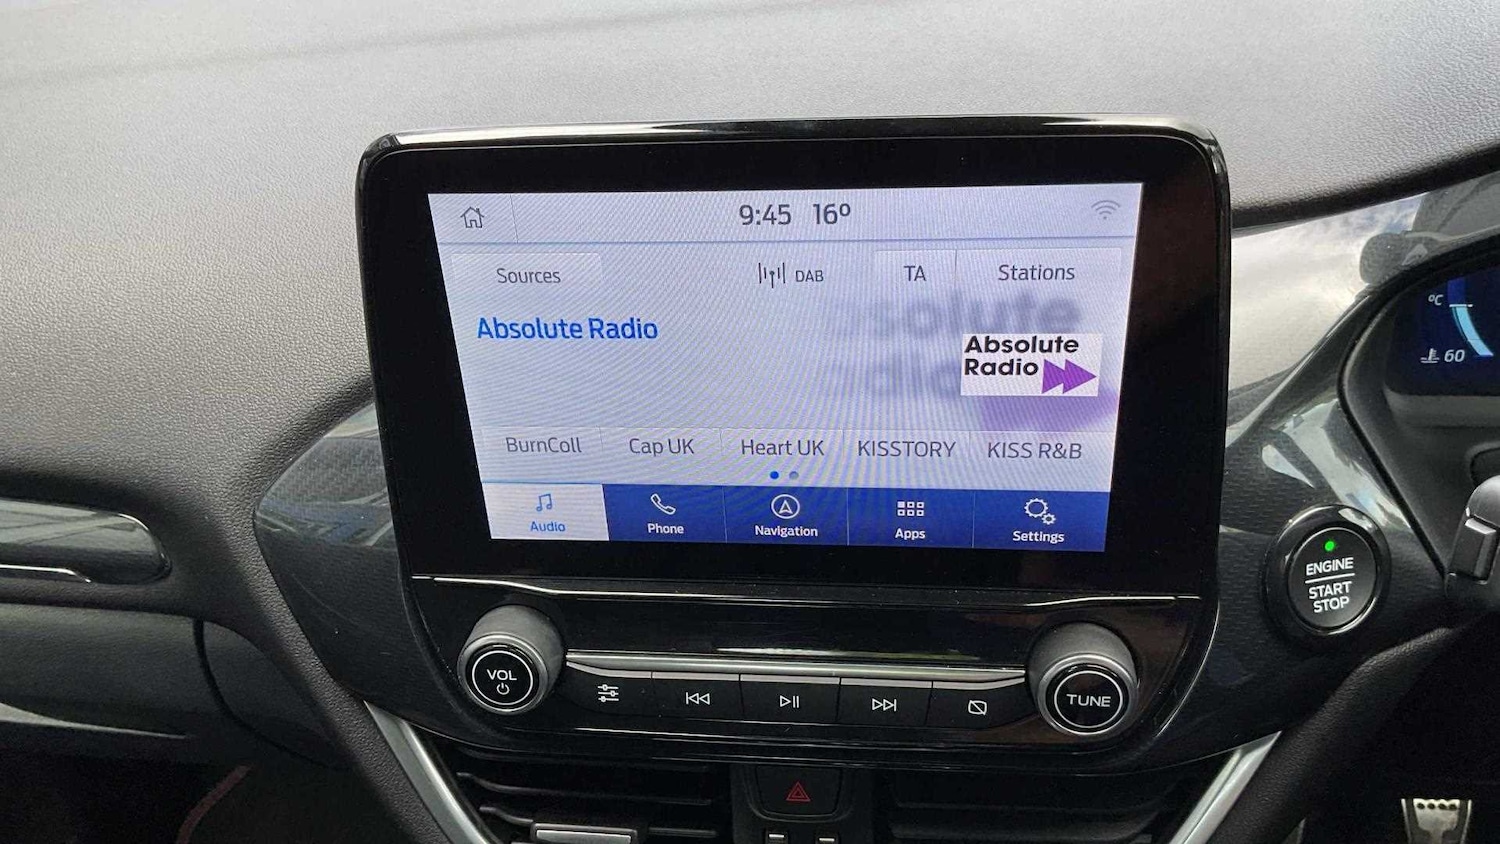 9:45 16º
Sources
DAB
TA
Stations
Absolute Radio
Absolute
Radio
BurnColl
Cap UK
Heart UK
KISSTORY
KISS R&B
Audio
Phone
Navigation
Apps
Settings
VOL
TUNE
ENGINE
START
STOP
ºC
60